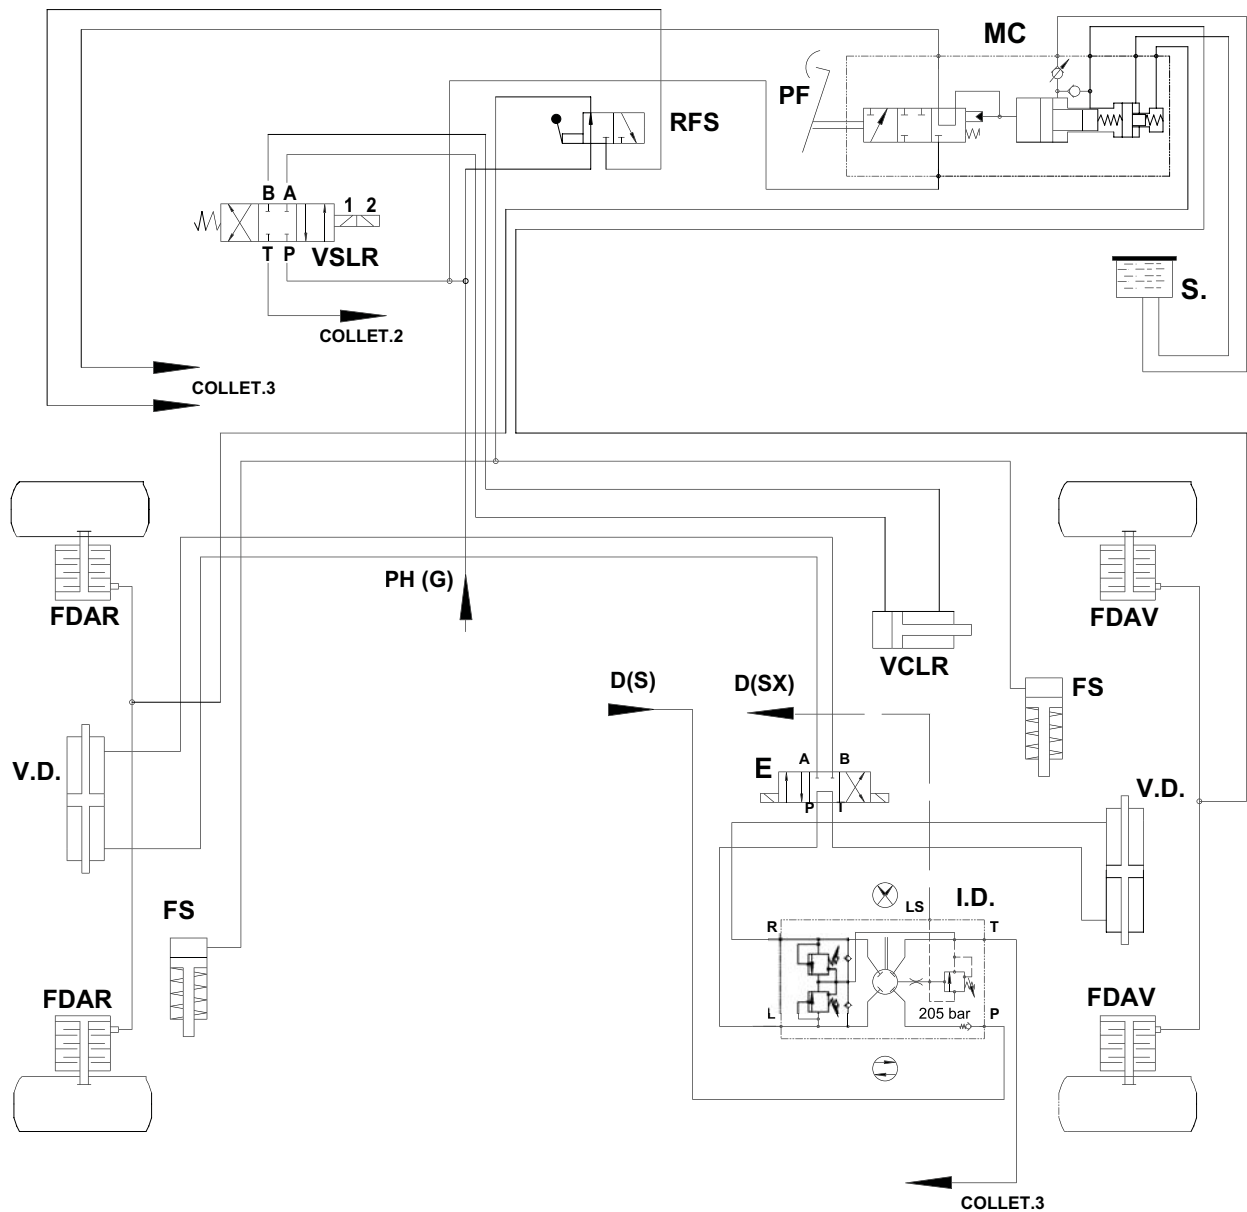 MC
PF
RFS
B A
1 2
T P
VSLR
S.
COLLET.2
COLLET.3
PH (G)
FDAR
FDAV
VCLR
D(S)
D(SX)
FS
V.D.
E
A B
P T
V.D.
FS
I.D.
LS
R
T
L
205 bar
P
FDAR
FDAV
COLLET.3